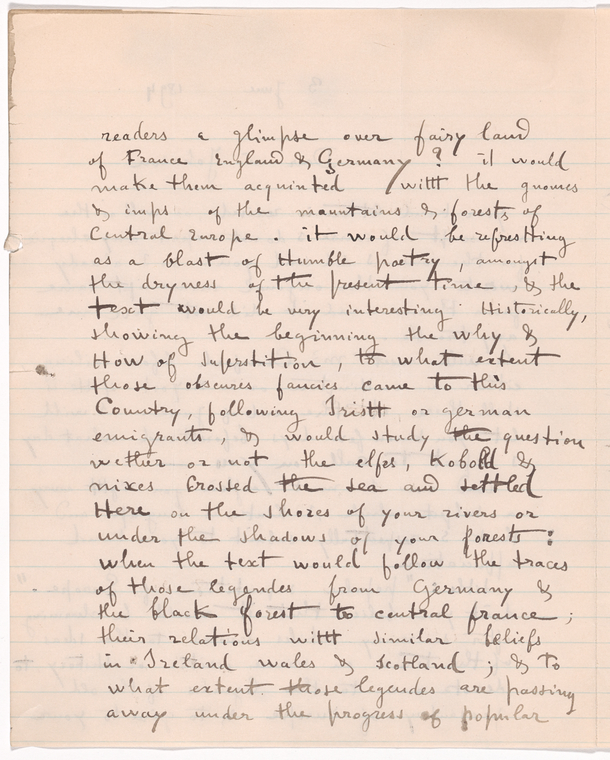 readers a glimpse over fairy land
of France England & Germany ? it would
make them acquinted with the gnomes
& imps of the mountains & forests of
Central Europe . it would be refreshing
as a blast of Humble poetry , amongst
the dryness of the present time , & the
text would be very interesting Historically,
showing the beginning the why &
How of Superstition , to what extent
those obscures fancies came to this
Country, following Irish or german
emigrants , & would study the question
wether or not the elfes, Kobold &
nixes Crossed the sea and settled
Here on the shores of your rivers or
under the shadows of your forests :
when the text would follow the traces
of those legendes from Germany &
the black forest to central france ;
their relations with similar beliefs
in Ireland wales & Scotland ; & to
what extent those legendes are passing
away under the progress of popular